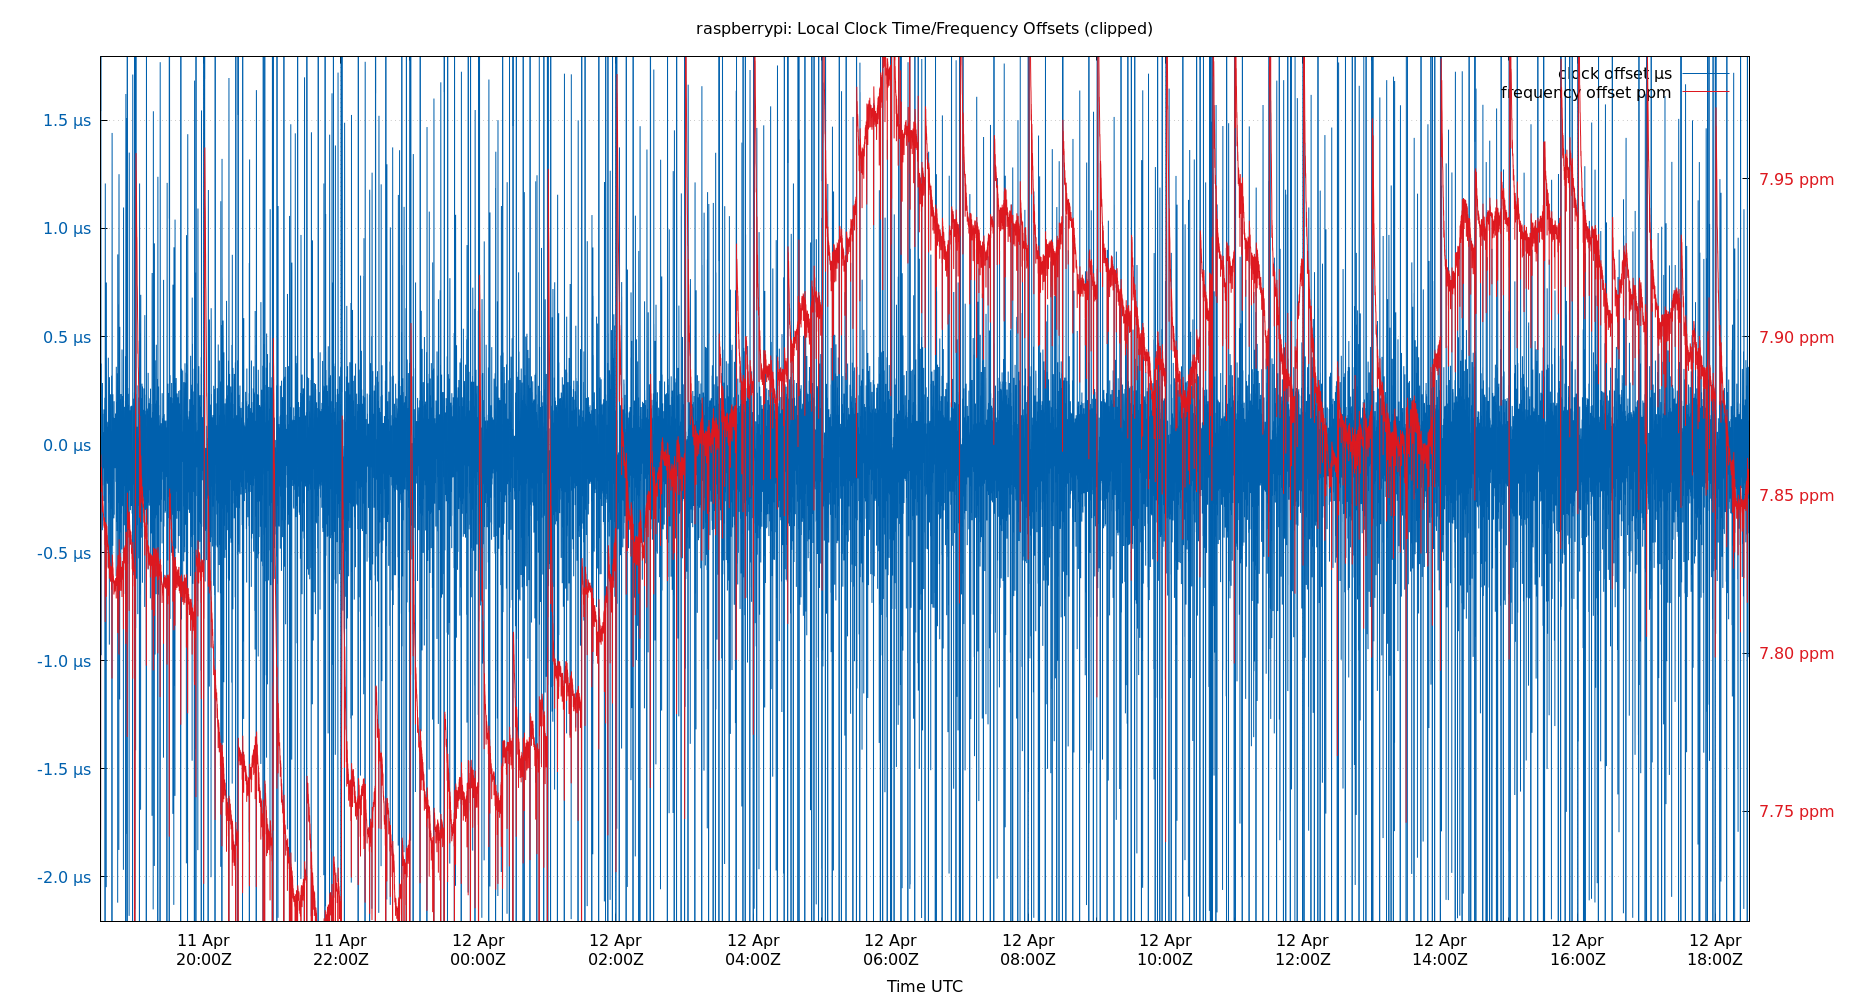 raspberrypi: Local Clock Time/Frequency Offsets (clipped)
clock offset µs
frequency offset ppm
1.5 µs
1.0 µs
0.5 µs
0.0 µs
-0.5 µs
-1.0 µs
-1.5 µs
-2.0 µs
7.95 ppm
7.90 ppm
7.85 ppm
7.80 ppm
7.75 ppm
11 Apr
20:00Z
11 Apr
22:00Z
12 Apr
00:00Z
12 Apr
02:00Z
12 Apr
04:00Z
12 Apr
06:00Z
12 Apr
08:00Z
12 Apr
10:00Z
12 Apr
12:00Z
12 Apr
14:00Z
12 Apr
16:00Z
12 Apr
18:00Z
Time UTC